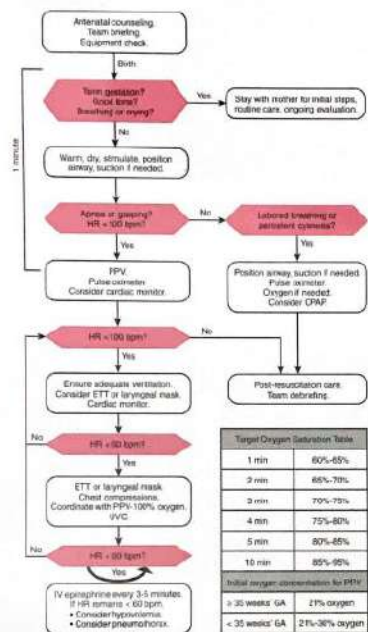 Antenatal counseling.
Team briefing.
Equipment check.
Birth
Term gestation?
Good tone?
Breathing or crying?
Yes
Stay with mother for initial steps,
routine care, ongoing evaluation.
No
1 minute
Warm, dry, stimulate, position
airway, suction if needed.
Apnea or gasping?
HR <100 bpm?
No
Labored breathing or
persistent cyanosis?
Yes
Yes
PPV.
Pulse oximeter.
Consider cardiac monitor.
Position airway, suction if needed.
Pulse oximeter.
Oxygen if needed.
Consider CPAP.
HR <100 bpm?
No
Yes
Ensure adequate ventilation.
Consider ETT or laryngeal mask.
Cardiac monitor.
Post-resuscitation care.
Team debriefing.
No
HR <60 bpm?
Yes
ETT or laryngeal mask.
Chest compressions.
Coordinate with PPV-100% oxygen.
UVC.
No
HR <60 bpm?
Yes
IV epinephrine every 3-5 minutes.
If HR remains <60 bpm,
• Consider hypovolemia.
• Consider pneumothorax.
Target Oxygen Saturation Table
1 min 60%-65%
2 min 65%-70%
3 min 70%-75%
4 min 75%-80%
5 min 80%-85%
10 min 85%-95%
Initial oxygen concentration for PPV
≥ 35 weeks' GA 21% oxygen
< 35 weeks' GA 21%-30% oxygen